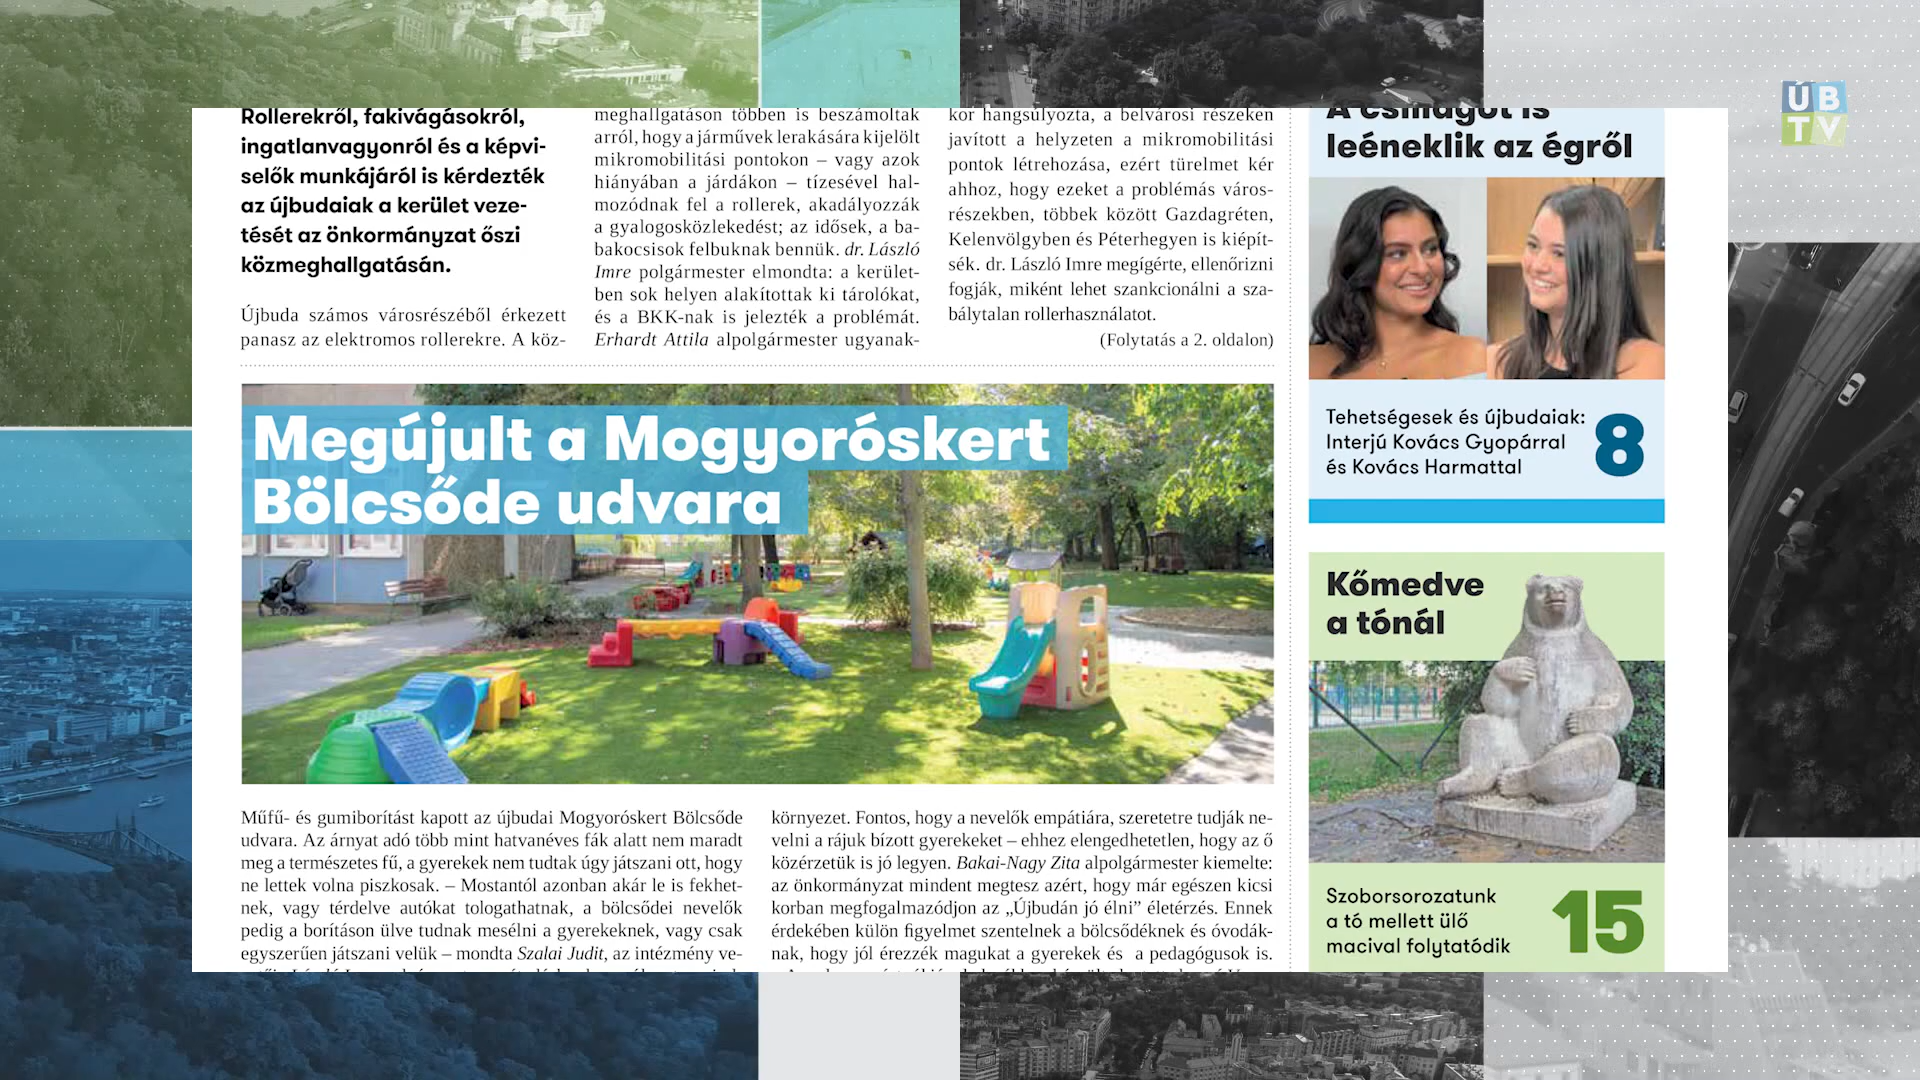 Rollerekről, fakivágásokról,
ingatlanvagyonról és a képvi-
selők munkájáról is kérdezték
az újbudaiak a kerület veze-
tését az önkormányzat őszi
közmeghallgatásán.
Újbuda számos városrészéből érkezett
panasz az elektromos rollerekre. A köz-
meghallgatáson többen is beszámoltak
arról, hogy a járművek lerakására kijelölt
mikromobilitási pontokon – vagy azok
hiányában a járdákon – tízesével hal-
mozódnak fel a rollerek, akadályozzák
a gyalogosközlekedést; az idősek, a ba-
bakocsisok felbuknak bennük. dr. László
Imre polgármester elmondta: a kerület-
ben sok helyen alakítottak ki tárolókat,
és a BKK-nak is jelezték a problémát.
Erhardt Attila alpolgármester ugyanak-
kor hangsúlyozta, a belvárosi részeken
javított a helyzeten a mikromobilitási
pontok létrehozása, ezért türelmet kér
ahhoz, hogy ezeket a problémás város-
részekben, többek között Gazdagréten,
Kelenvölgyben és Péterhegyen is kiépít-
sék. dr. László Imre megígérte, ellenőrizni
fogják, miként lehet szankcionálni a sza-
bálytalan rollerhasználatot.
(Folytatás a 2. oldalon)
Megújult a Mogyoróskert
Bölcsőde udvara
Műfű- és gumiborítást kapott az újbudai Mogyoróskert Bölcsőde
udvara. Az árnyat adó több mint hatvanéves fák alatt nem maradt
meg a természetes fű, a gyerekek nem tudtak úgy játszani ott, hogy
ne lettek volna piszkosak. – Mostantól azonban akár le is fekhet-
nek, vagy térdelve autókat tologathatnak, a bölcsődei nevelők
pedig a borításon ülve tudnak mesélni a gyerekeknek, vagy csak
egyszerűen játszani velük – mondta Szalai Judit, az intézmény ve-
környezet. Fontos, hogy a nevelők empátiára, szeretetre tudják ne-
velni a rájuk bízott gyerekeket – ehhez elengedhetetlen, hogy az ő
közérzetük is jó legyen. Bakai-Nagy Zita alpolgármester kiemelte:
az önkormányzat mindent megtesz azért, hogy már egészen kicsi
korban megfogalmazódjon az „Újbudán jó élni” életérzés. Ennek
érdekében külön figyelmet szentelnek a bölcsődéknek és óvodák-
nak, hogy jól érezzék magukat a gyerekek és a pedagógusok is.
A csillagot is
leéneklik az égről
Tehetségesek és újbudaiak:
Interjú Kovács Gyopárral
és Kovács Harmattal
8
Kőmedve
a tónál
Szoborsorozatunk
a tó mellett ülő
macival folytatódik
15
ÚB
TV